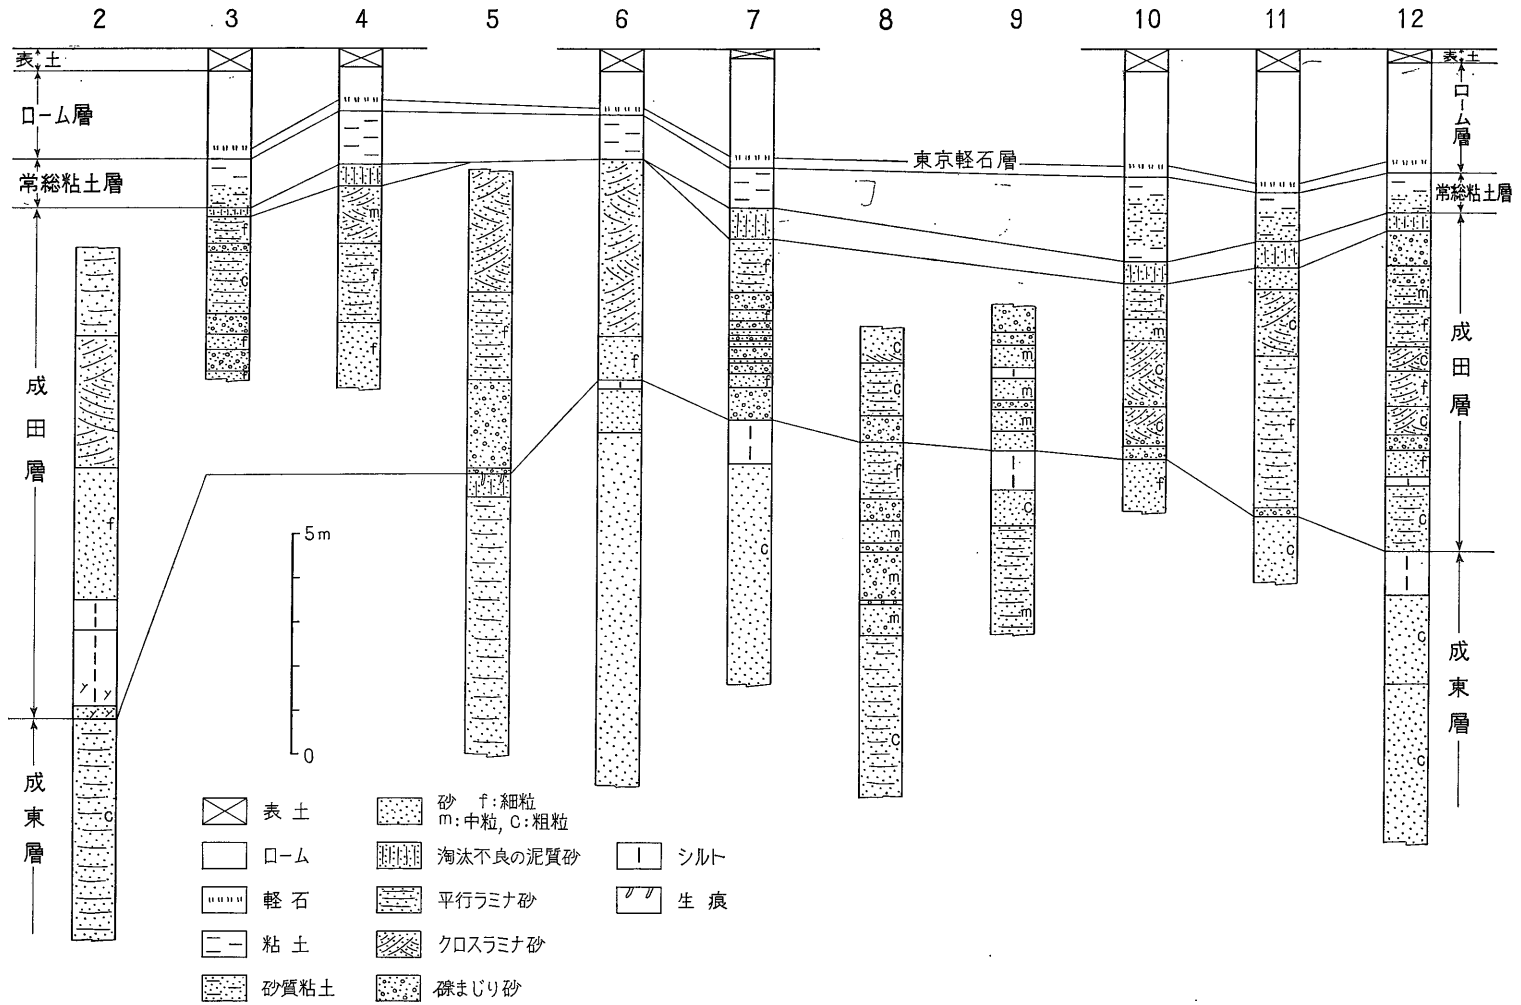 2 3 4 5 6 7 8 9 10 11 12
表土
ローム層
常総粘土層
成田層
成東層
東京軽石層
表土
ローム層
常総粘土層
成田層
成東層
f
c
f
c
f
f
m
f
f
f
f
f
f
c
c
c
f
m
m
m
c
m
m
m
m
c
m
f
m
c
c
f
c
f
c
m
f
c
f
c
f
c
c
c
5m
0
表土
ローム
軽石
粘土
砂質粘土
砂 f:細粒
m:中粒, c:粗粒
淘汰不良の泥質砂
平行ラミナ砂
クロスラミナ砂
礫まじり砂
シルト
生痕